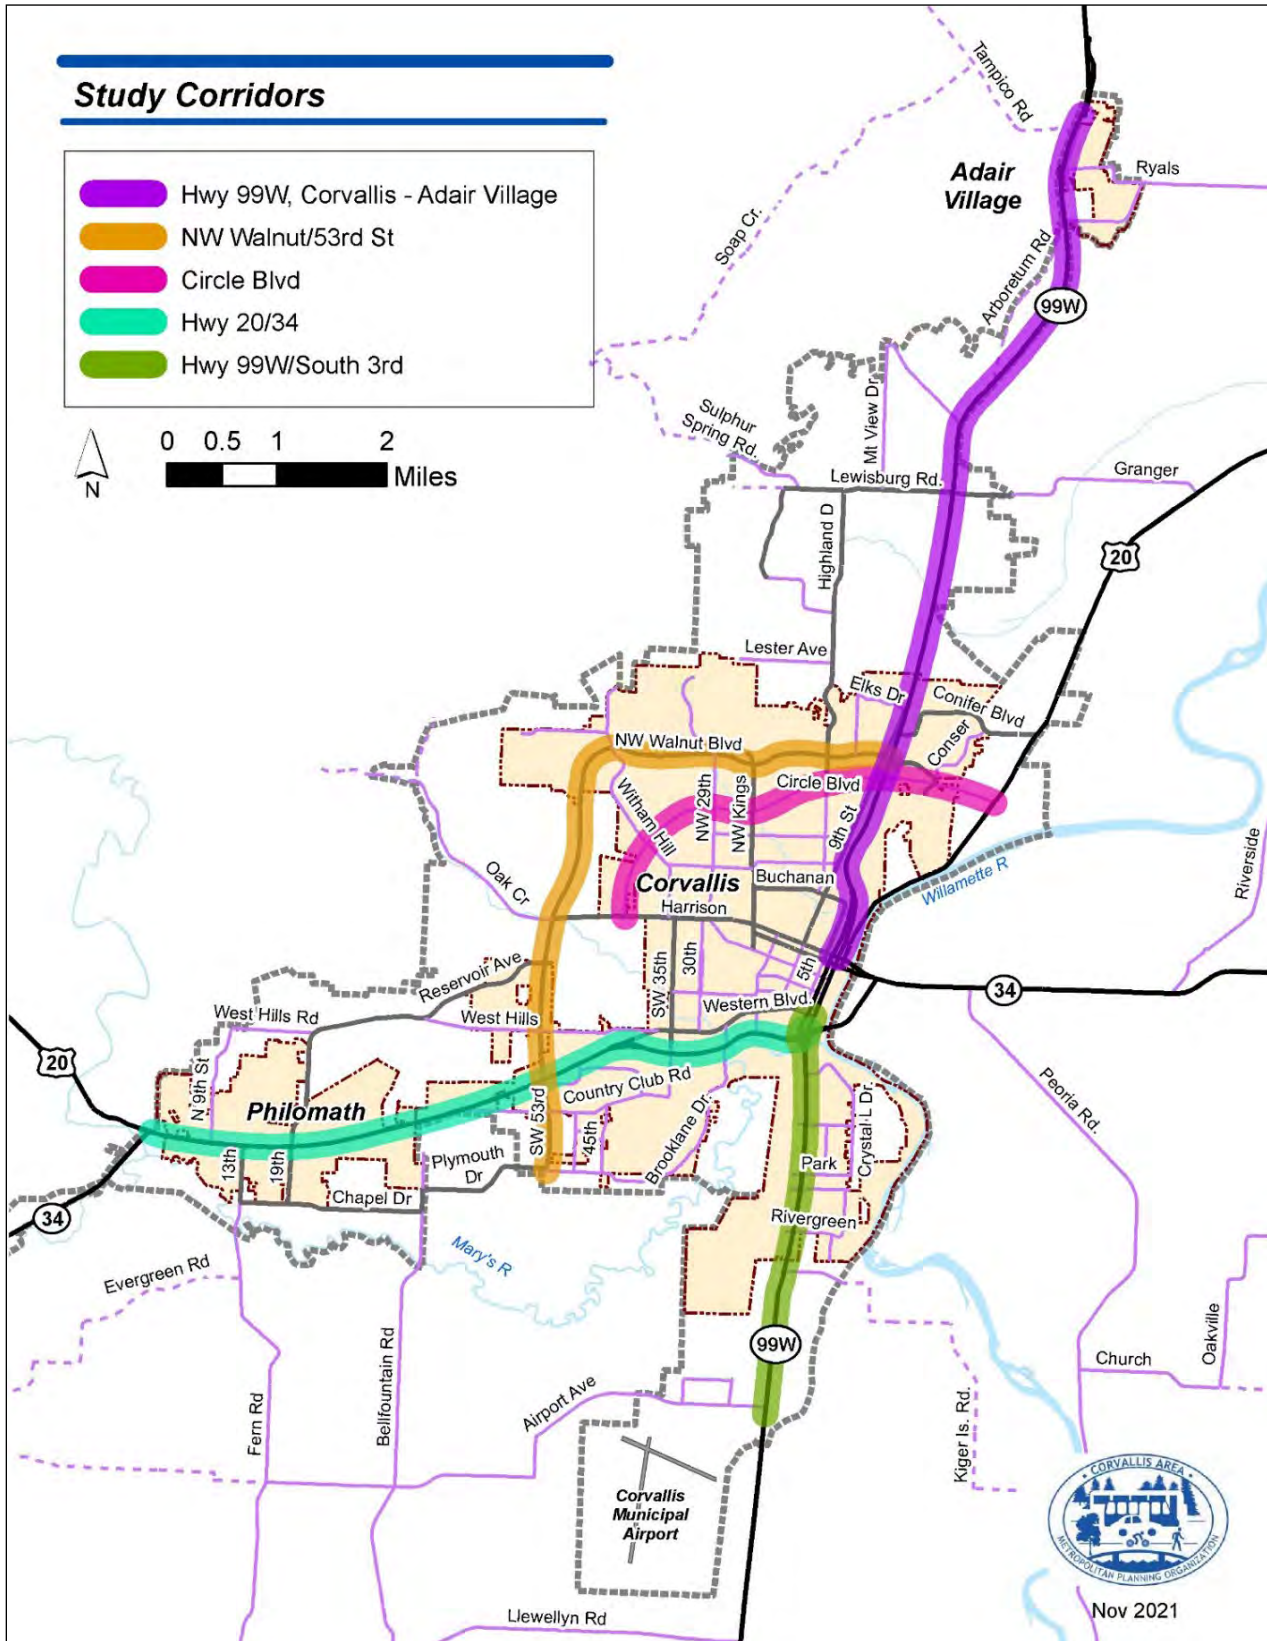 Study Corridors
Hwy 99W, Corvallis - Adair Village
NW Walnut/53rd St
Circle Blvd
Hwy 20/34
Hwy 99W/South 3rd
0 0.5 1 2
Miles
N
Tampico Rd
Adair
Village
Ryals
Soap Cr.
Arboretum Rd
99W
Mt View Dr
Sulphur
Spring Rd.
Lewisburg Rd.
Granger
Highland D
20
Lester Ave
Elks Dr
Conifer Blvd
NW Walnut Blvd
Conser
Circle Blvd
NW 29th
NW Kings
Witham Hill
9th St
Riverside
Oak Cr
Corvallis
Buchanan
Willamette R
Harrison
Reservoir Ave
SW 35th
30th
5th
34
West Hills Rd
West Hills
Western Blvd.
20
N 9th St
Philomath
SW 53rd
Country Club Rd
Peoria Rd.
13th
19th
Plymouth
Dr
'45th
Brooklane Dr.
Crystal L Dr.
Park
Chapel Dr
34
Rivergreen
Mary's R
Evergreen Rd
99W
Oakville
Church
Fern Rd
Bellfountain Rd
Airport Ave
Kiger Is. Rd.
Corvallis
Municipal
Airport
• CORVALLIS AREA •
METROPOLITAN PLANNING ORGANIZATION
Nov 2021
Llewellyn Rd